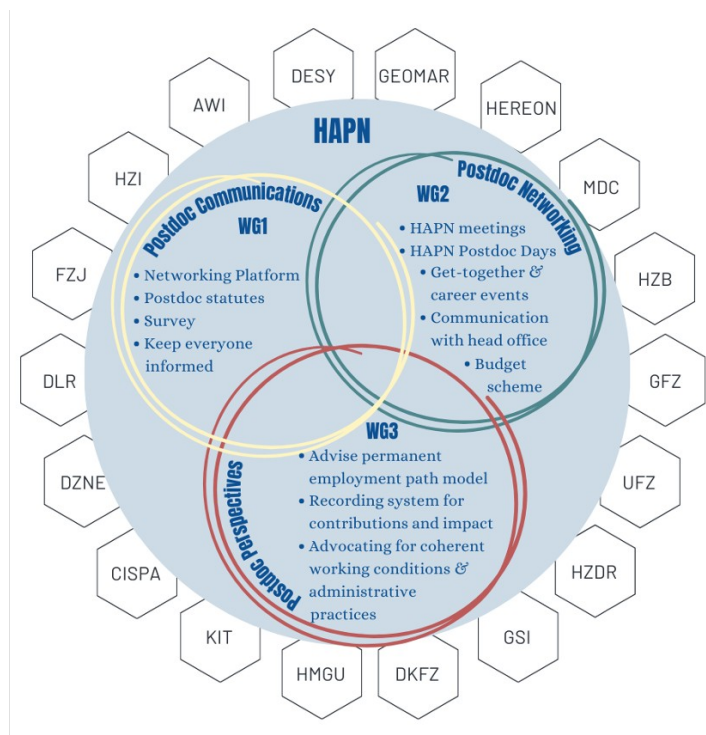 DESY
GEOMAR
AWI
HEREON
HZI
MDC
FZJ
HZB
DLR
GFZ
DZNE
UFZ
CISPA
HZDR
KIT
GSI
HMGU
DKFZ
HAPN
Postdoc Communications
WG1
• Networking Platform
• Postdoc statutes
• Survey
• Keep everyone
informed
Postdoc Networking
WG2
• HAPN meetings
• HAPN Postdoc Days
• Get-together &
career events
• Communication
with head office
• Budget
scheme
Postdoc Perspectives
WG3
• Advise permanent
employment path model
• Recording system for
contributions and impact
• Advocating for coherent
working conditions &
administrative
practices